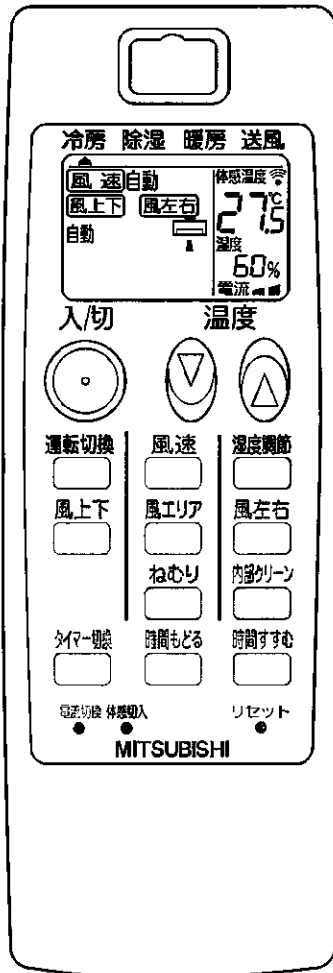 冷房 除湿 暖房 送風
風速 自動 体感温度
風上下 風左右 27.5℃
自動 湿度
60%
電流
入/切 温度
運転切換 風速 湿度調節
風上下 風エリア 風左右
ねむり 内部クリーン
タイマー切換 時間もどる 時間すすむ
電流切換 体感切入 リセット
MITSUBISHI